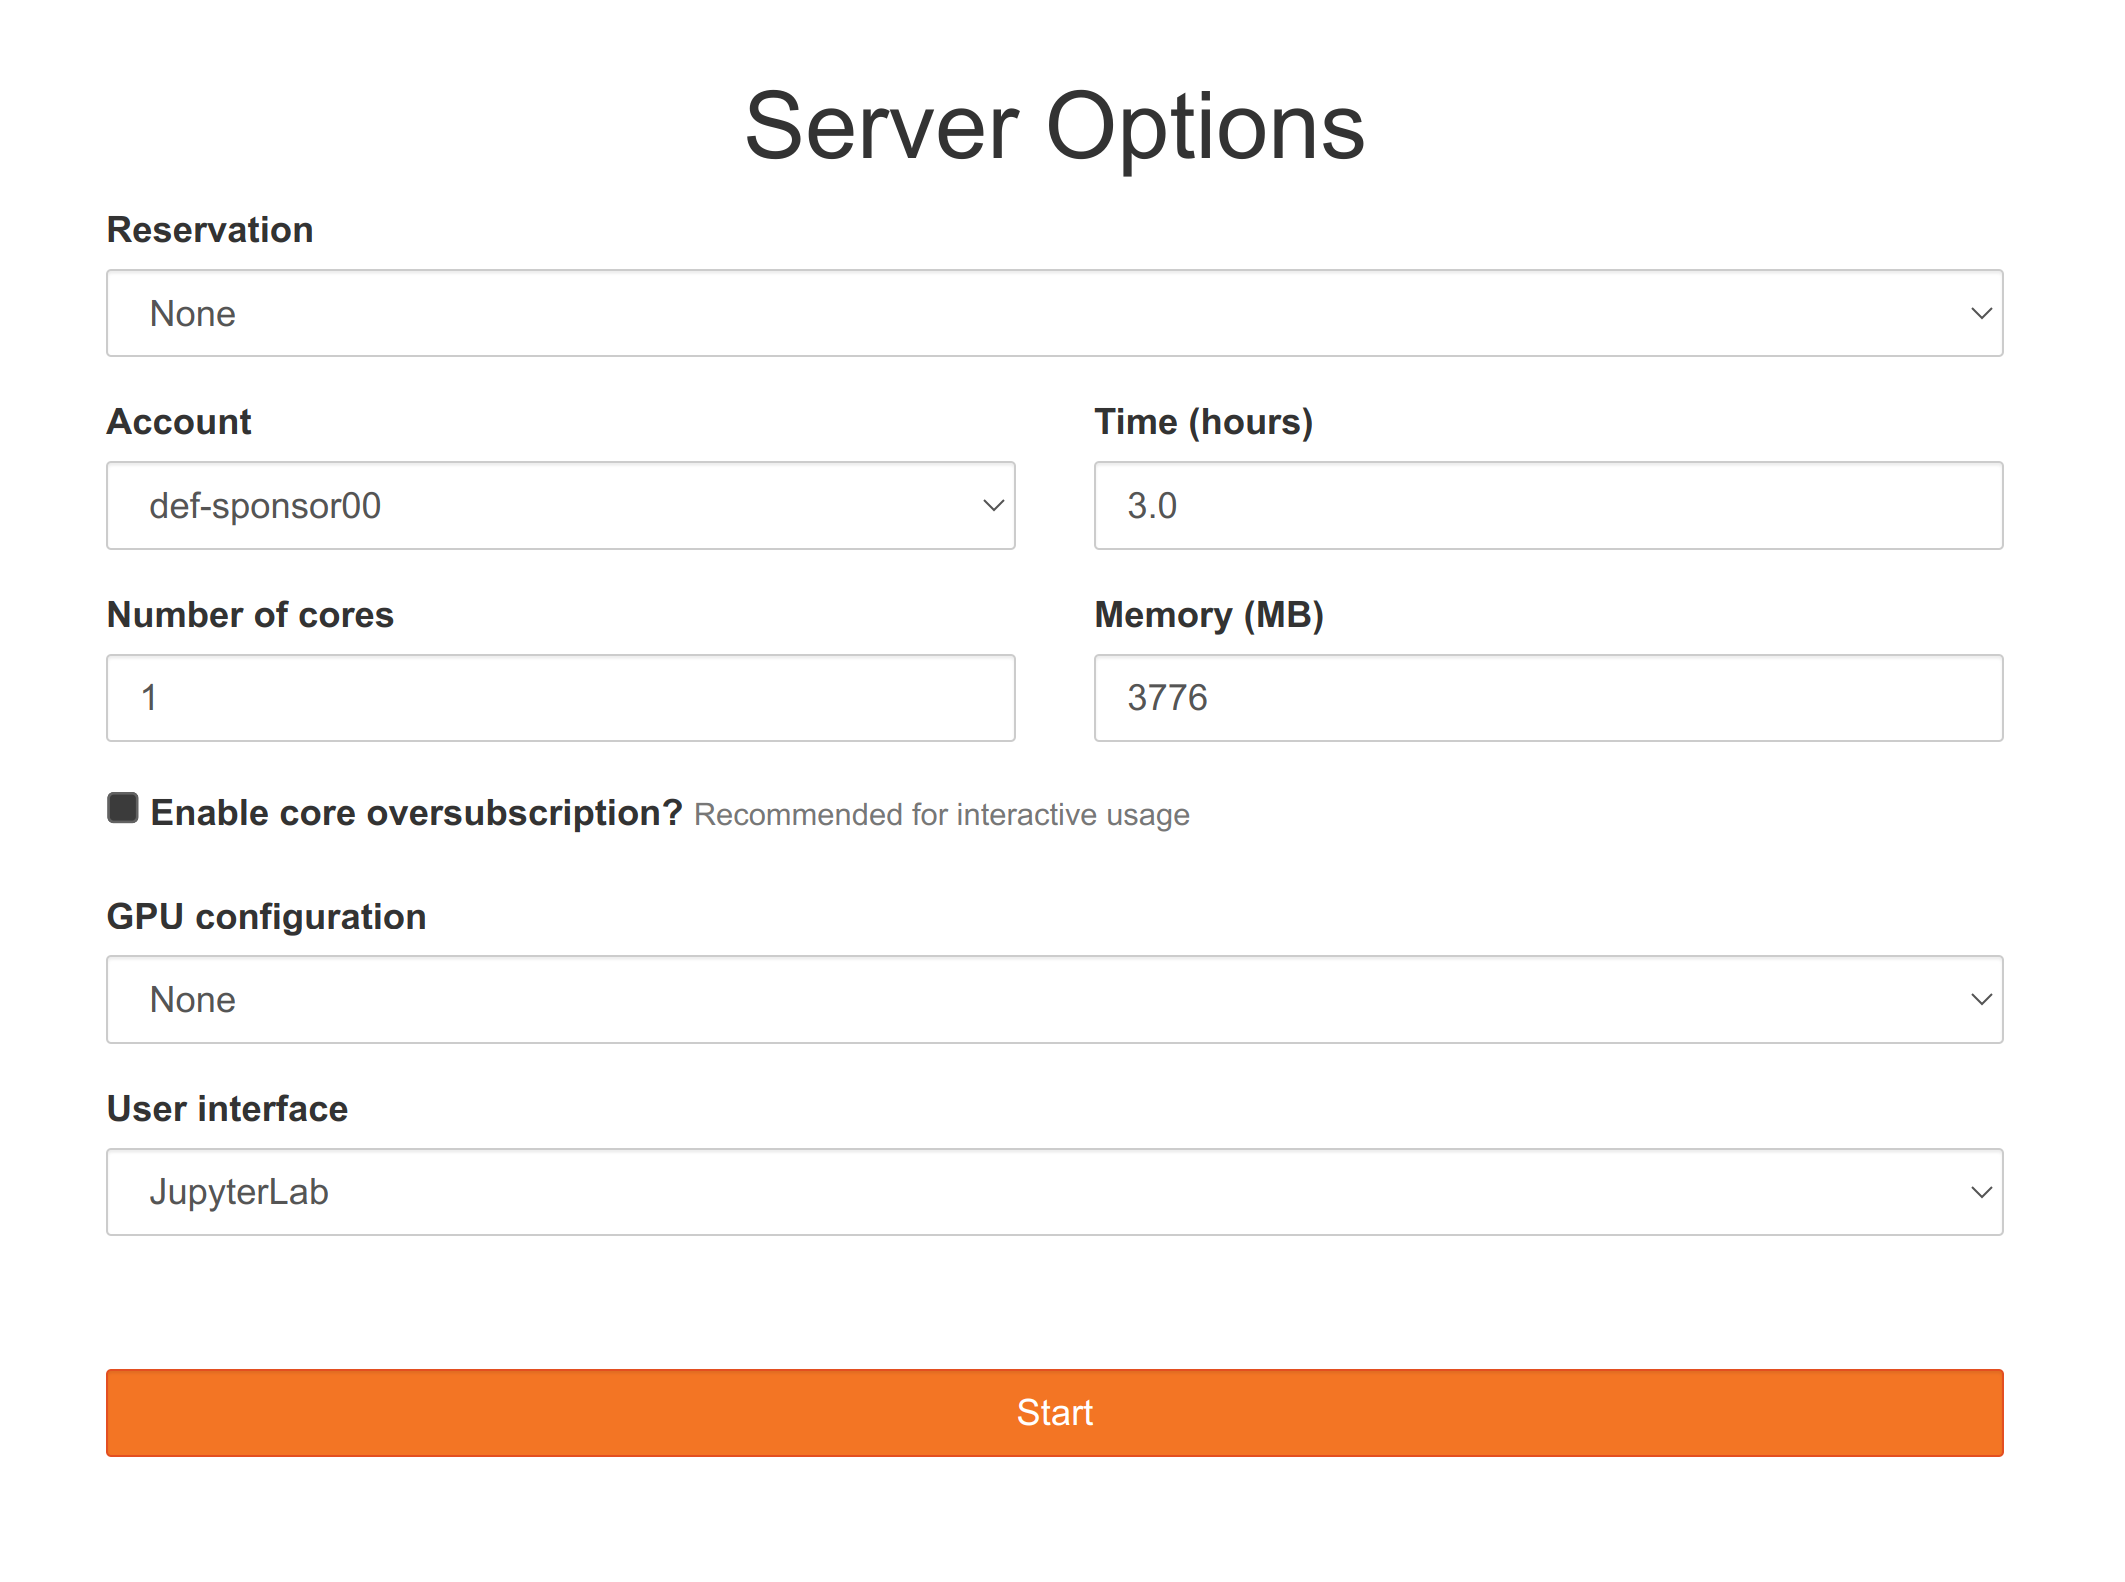 Server Options
Reservation
None
Account
Time (hours)
def-sponsor00
3.0
Number of cores
Memory (MB)
1
3776
Enable core oversubscription? Recommended for interactive usage
GPU configuration
None
User interface
JupyterLab
Start